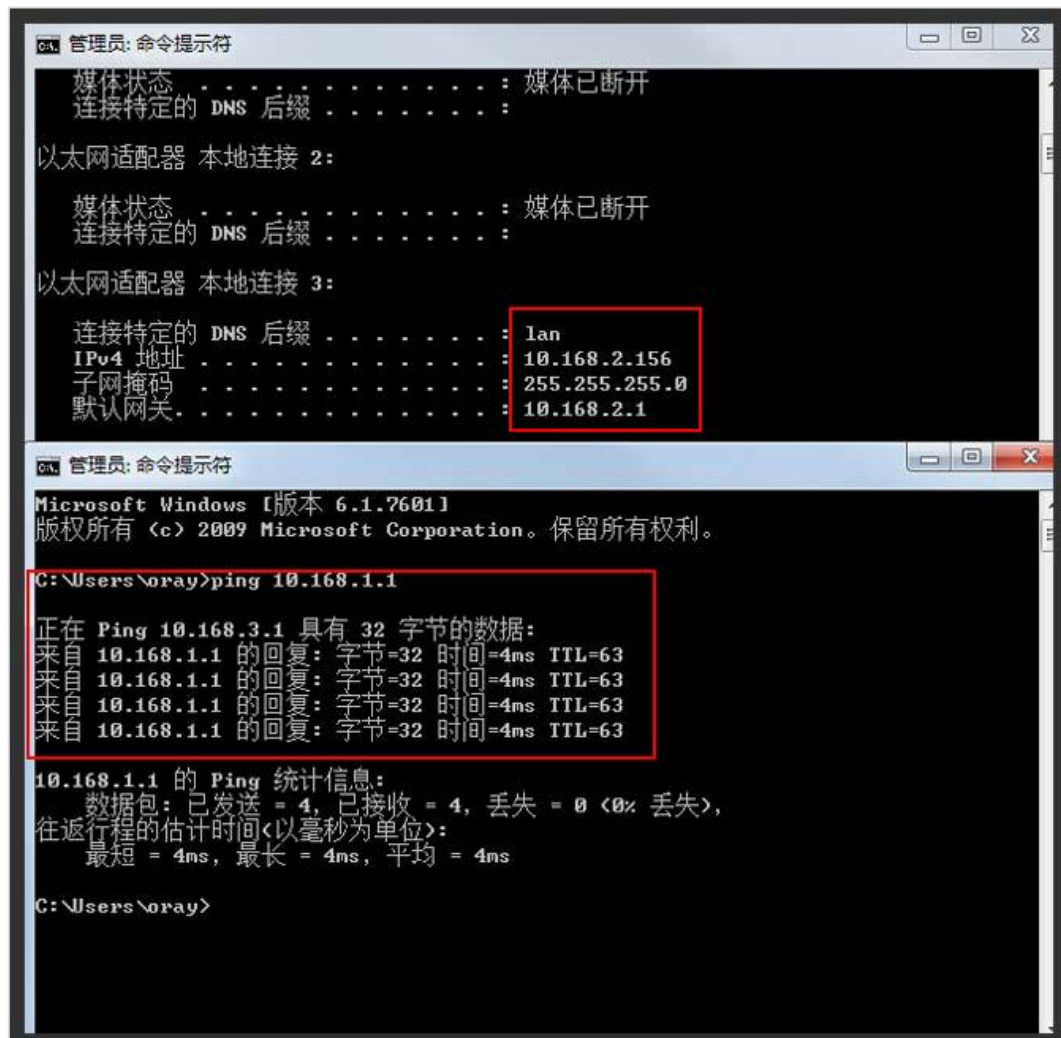 管理员: 命令提示符
媒体状态 . . . . . . . . . . . . : 媒体已断开
连接特定的 DNS 后缀 . . . . . . . :
以太网适配器 本地连接 2:
媒体状态 . . . . . . . . . . . . : 媒体已断开
连接特定的 DNS 后缀 . . . . . . . :
以太网适配器 本地连接 3:
连接特定的 DNS 后缀 . . . . . . . : lan
IPv4 地址 . . . . . . . . . . . . : 10.168.2.156
子网掩码 . . . . . . . . . . . . : 255.255.255.0
默认网关. . . . . . . . . . . . . : 10.168.2.1
管理员: 命令提示符
Microsoft Windows [版本 6.1.7601]
版权所有 (c) 2009 Microsoft Corporation。保留所有权利。
C:\Users\oray>ping 10.168.1.1
正在 Ping 10.168.3.1 具有 32 字节的数据:
来自 10.168.1.1 的回复: 字节=32 时间=4ms TTL=63
来自 10.168.1.1 的回复: 字节=32 时间=4ms TTL=63
来自 10.168.1.1 的回复: 字节=32 时间=4ms TTL=63
来自 10.168.1.1 的回复: 字节=32 时间=4ms TTL=63
10.168.1.1 的 Ping 统计信息:
数据包: 已发送 = 4, 已接收 = 4, 丢失 = 0 (0% 丢失),
往返行程的估计时间(以毫秒为单位):
最短 = 4ms, 最长 = 4ms, 平均 = 4ms
C:\Users\oray>